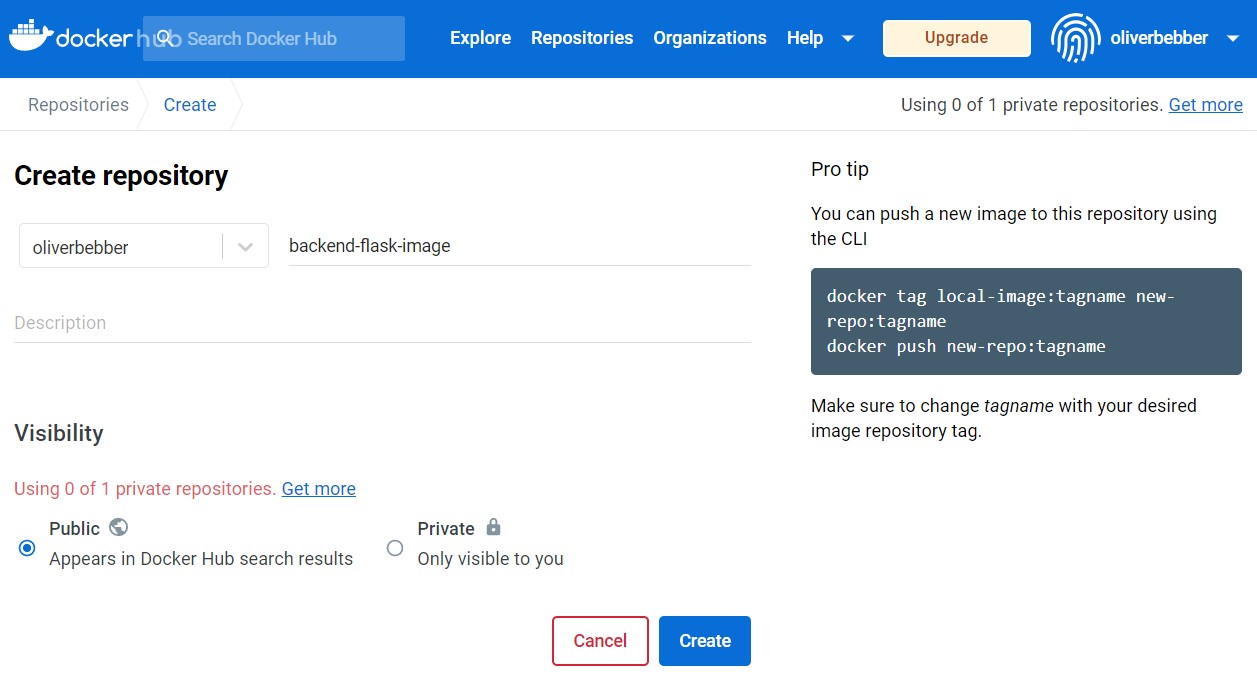 docker hub Search Docker Hub Explore Repositories Organizations Help Upgrade oliverbebber
Repositories Create Using 0 of 1 private repositories. Get more
Create repository
oliverbebber backend-flask-image
Description
Visibility
Using 0 of 1 private repositories. Get more
Public Private
Appears in Docker Hub search results Only visible to you
Cancel Create
Pro tip
You can push a new image to this repository using
the CLI
docker tag local-image:tagname new-
repo:tagname
docker push new-repo:tagname
Make sure to change tagname with your desired
image repository tag.